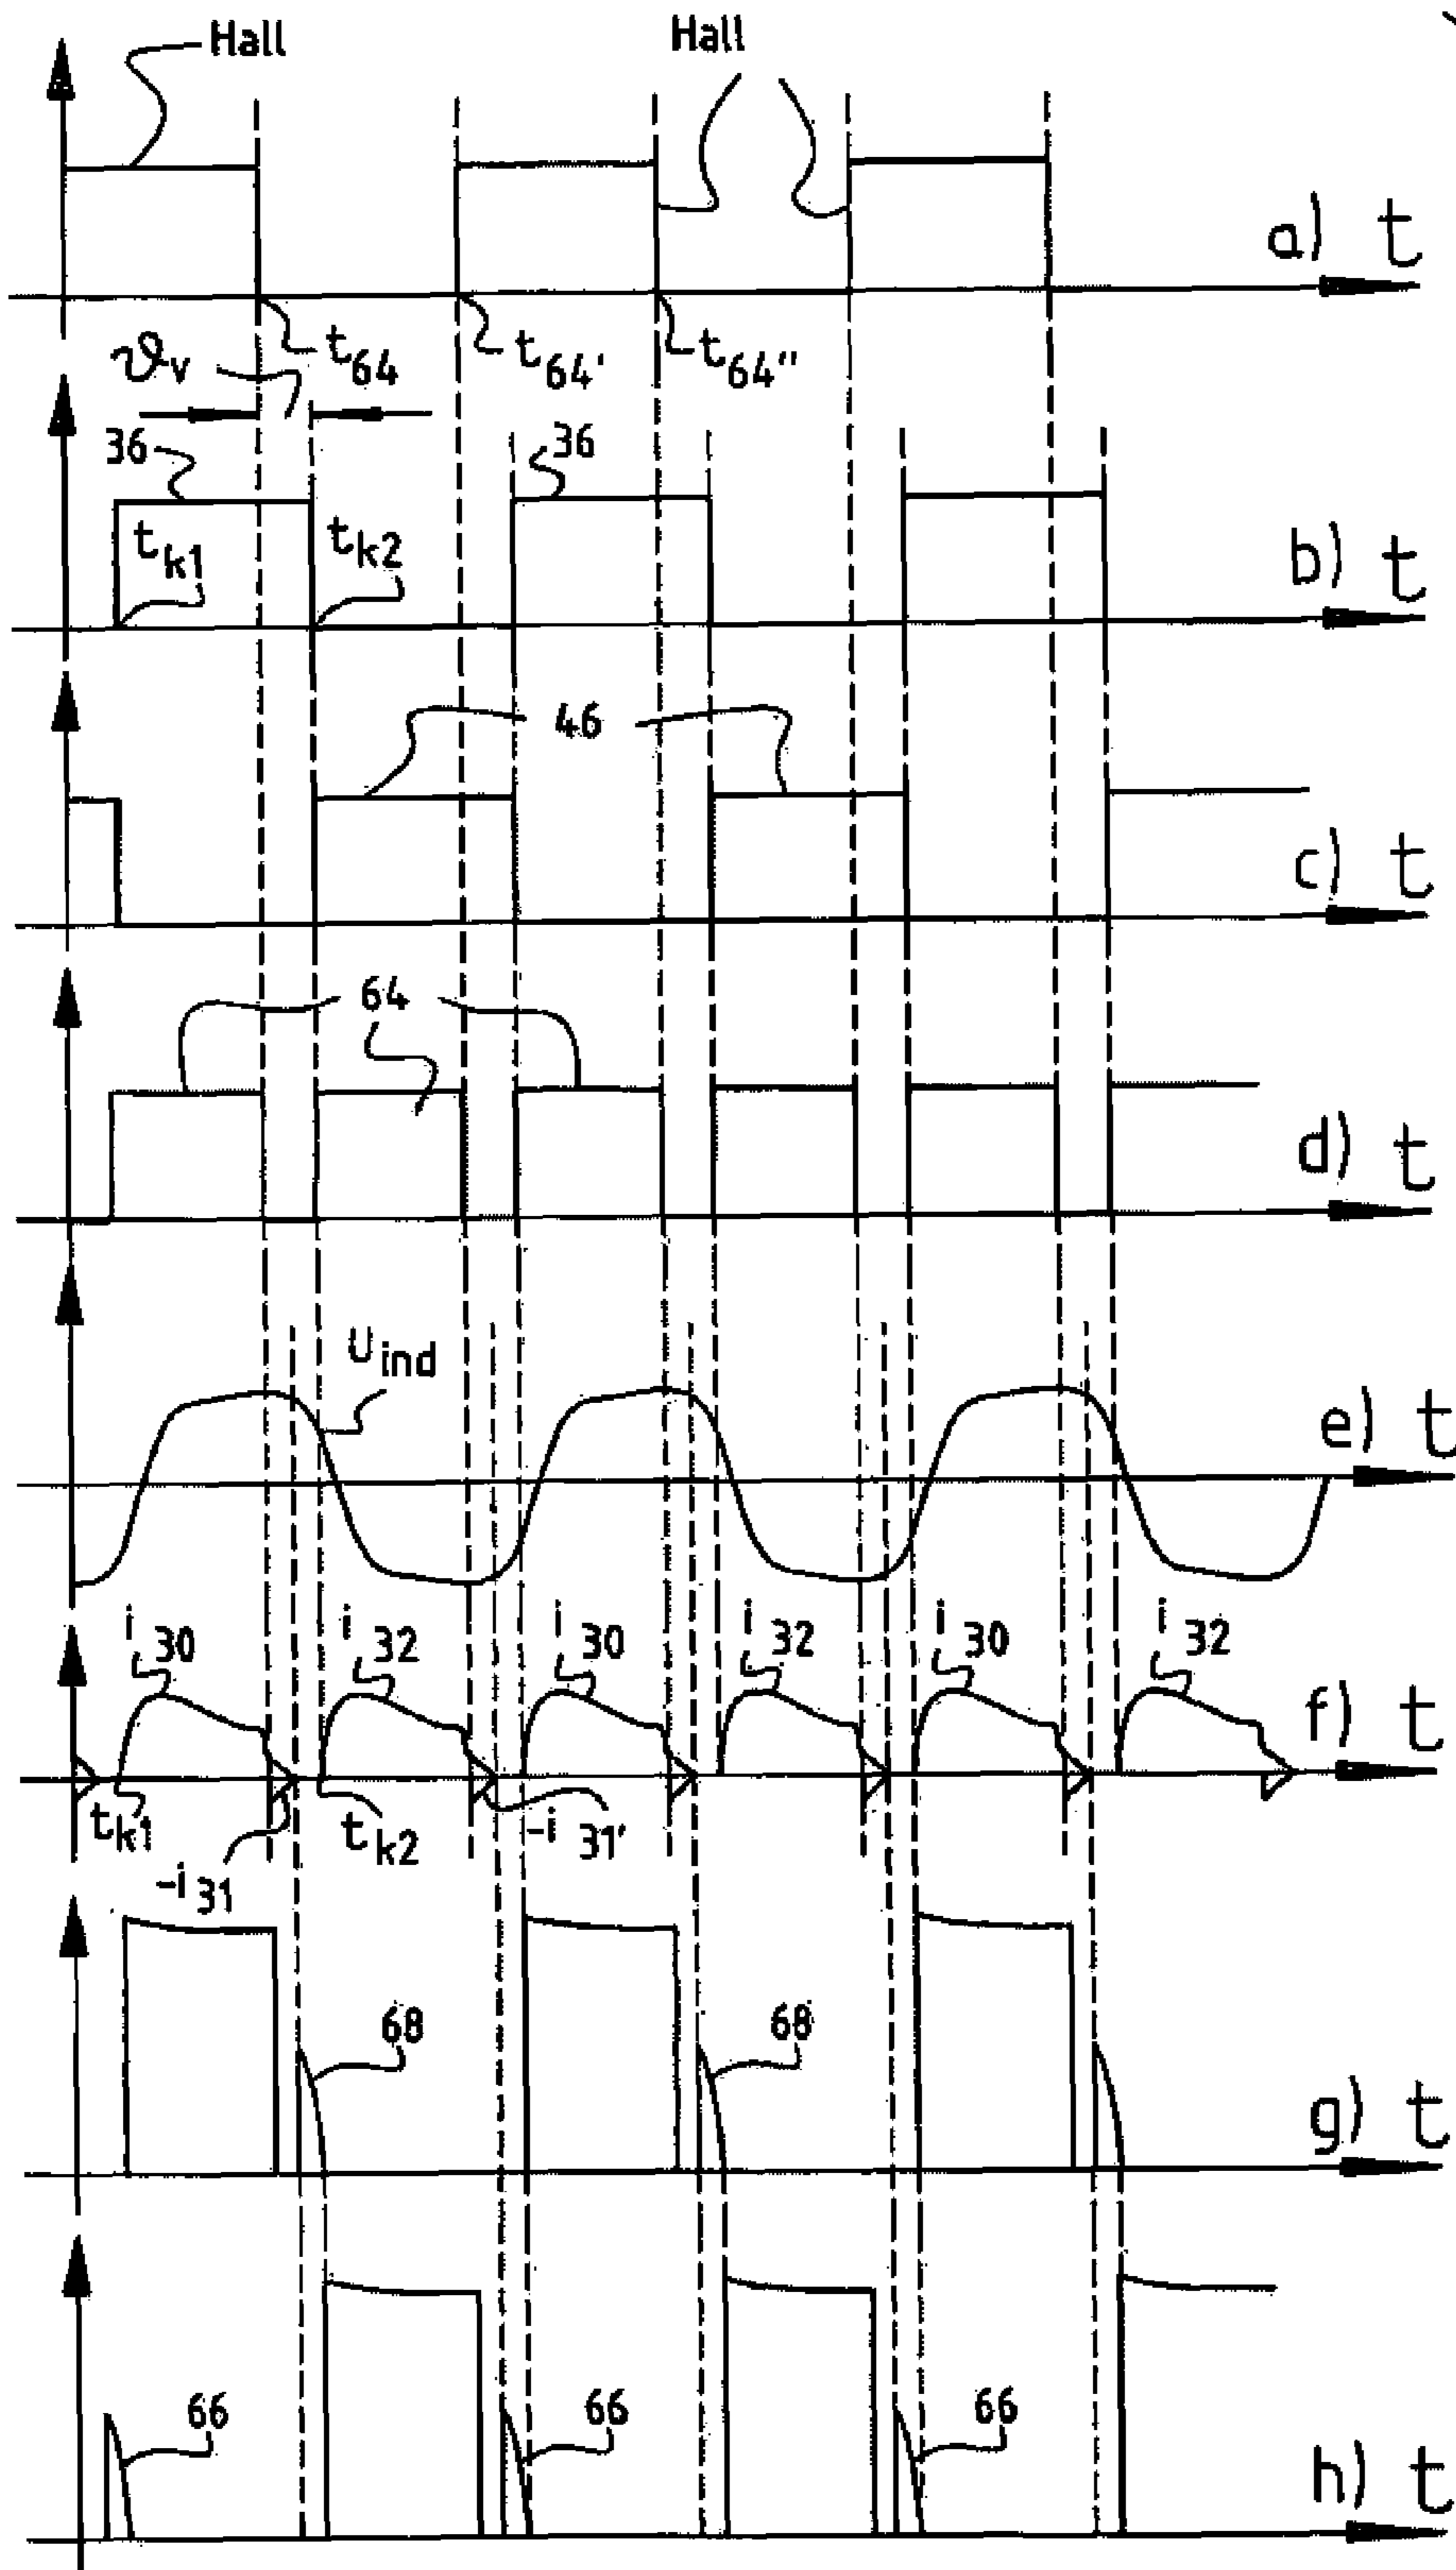 Hall Hall
a) t
t64 t64' t64"
ϑv
36 36
tk1 tk2
b) t
46
c) t
64
d) t
Uind
e) t
i30 i32 i30 i32 i30 i32
f) t
tk1 -i31 tk2 -i31'
68 68
g) t
66 66 66
h) t